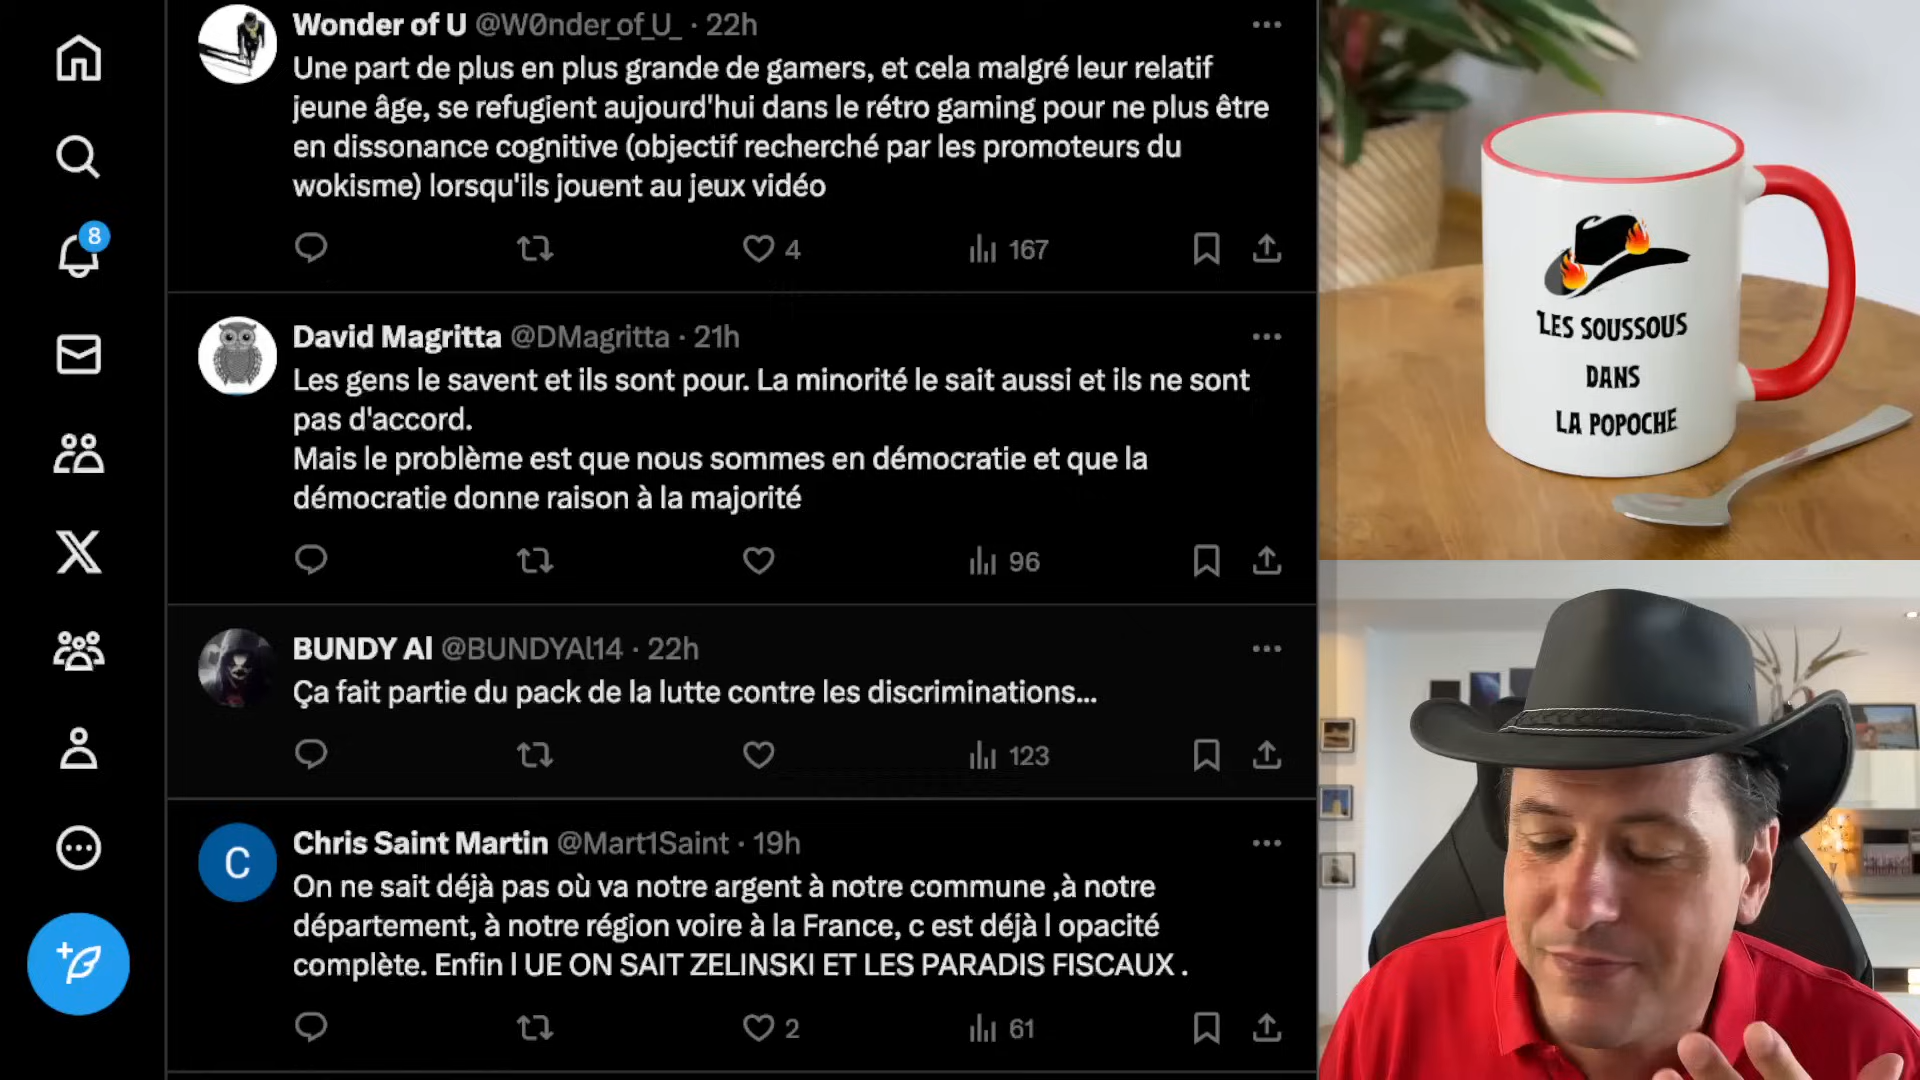 Wonder of U @W0nder_of_U_ · 22h
Une part de plus en plus grande de gamers, et cela malgré leur relatif
jeune âge, se refugient aujourd'hui dans le rétro gaming pour ne plus être
en dissonance cognitive (objectif recherché par les promoteurs du
wokisme) lorsqu'ils jouent au jeux vidéo
4
167
8
David Magritta @DMagritta · 21h
Les gens le savent et ils sont pour. La minorité le sait aussi et ils ne sont
pas d'accord.
Mais le problème est que nous sommes en démocratie et que la
démocratie donne raison à la majorité
96
BUNDY Al @BUNDYAl14 · 22h
Ça fait partie du pack de la lutte contre les discriminations...
123
C
Chris Saint Martin @Mart1Saint · 19h
On ne sait déjà pas où va notre argent à notre commune ,à notre
département, à notre région voire à la France, c est déjà l opacité
complète. Enfin l UE ON SAIT ZELINSKI ET LES PARADIS FISCAUX .
2
61
LES SOUSSOUS
DANS
LA POPOCHE